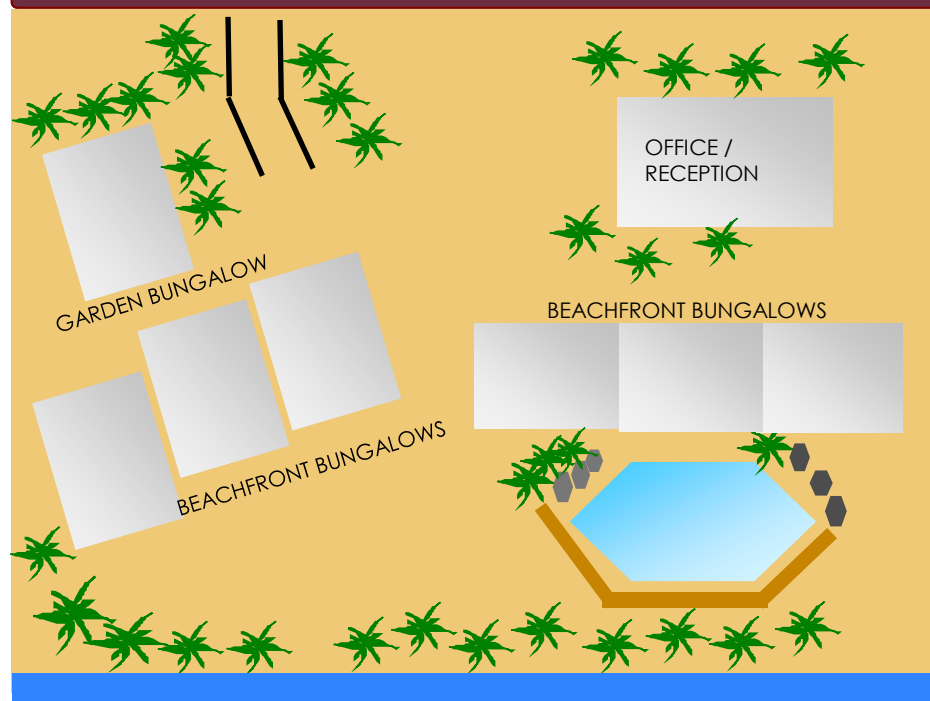 OFFICE /
RECEPTION
GARDEN BUNGALOW
BEACHFRONT BUNGALOWS
BEACHFRONT BUNGALOWS